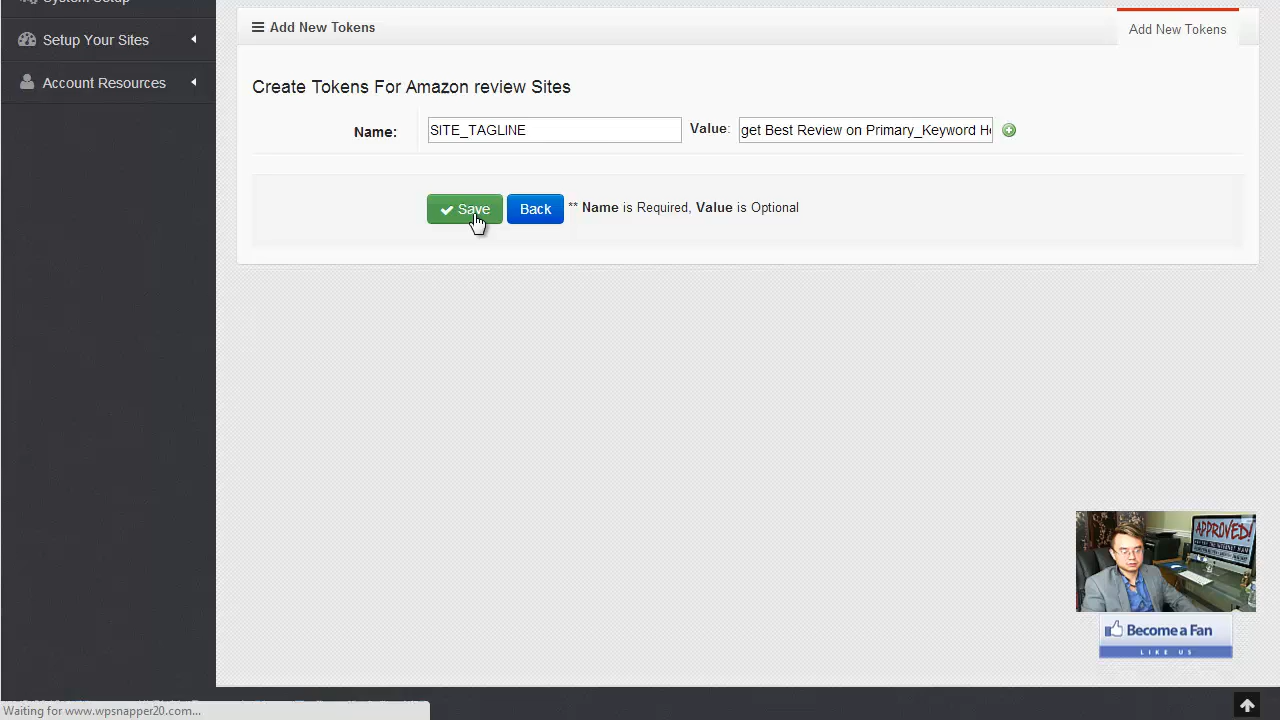 System Setup
Setup Your Sites
Account Resources
Add New Tokens
Add New Tokens
Create Tokens For Amazon review Sites
Name:
SITE_TAGLINE
Value:
get Best Review on Primary_Keyword He
Save
Back
** Name is Required, Value is Optional
APPROVED!
Become a Fan
LIKE US
Waiting for www.wpsnapper20.com...